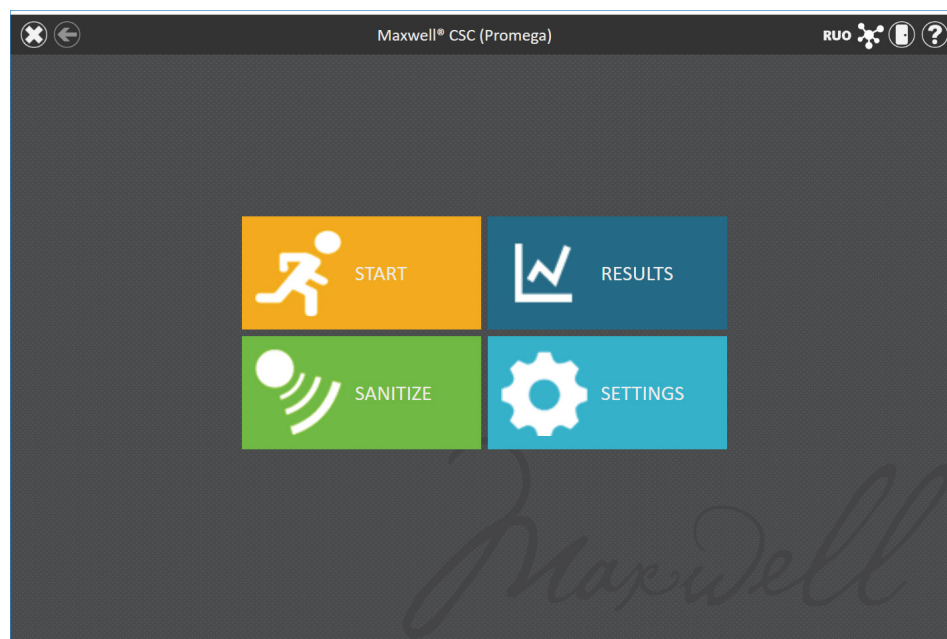 Maxwell® CSC (Promega)
RUO
?
START
RESULTS
SANITIZE
SETTINGS
Maxwell